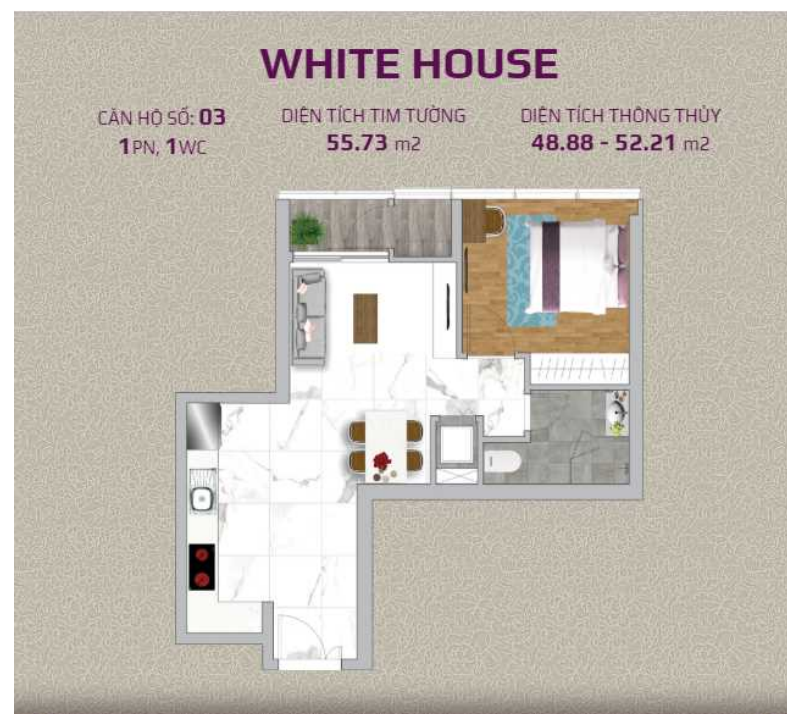 WHITE HOUSE
CĂN HỘ SỐ: 03
1PN, 1WC
DIỆN TÍCH TIM TƯỜNG
55.73 m2
DIỆN TÍCH THÔNG THỦY
48.88 - 52.21 m2